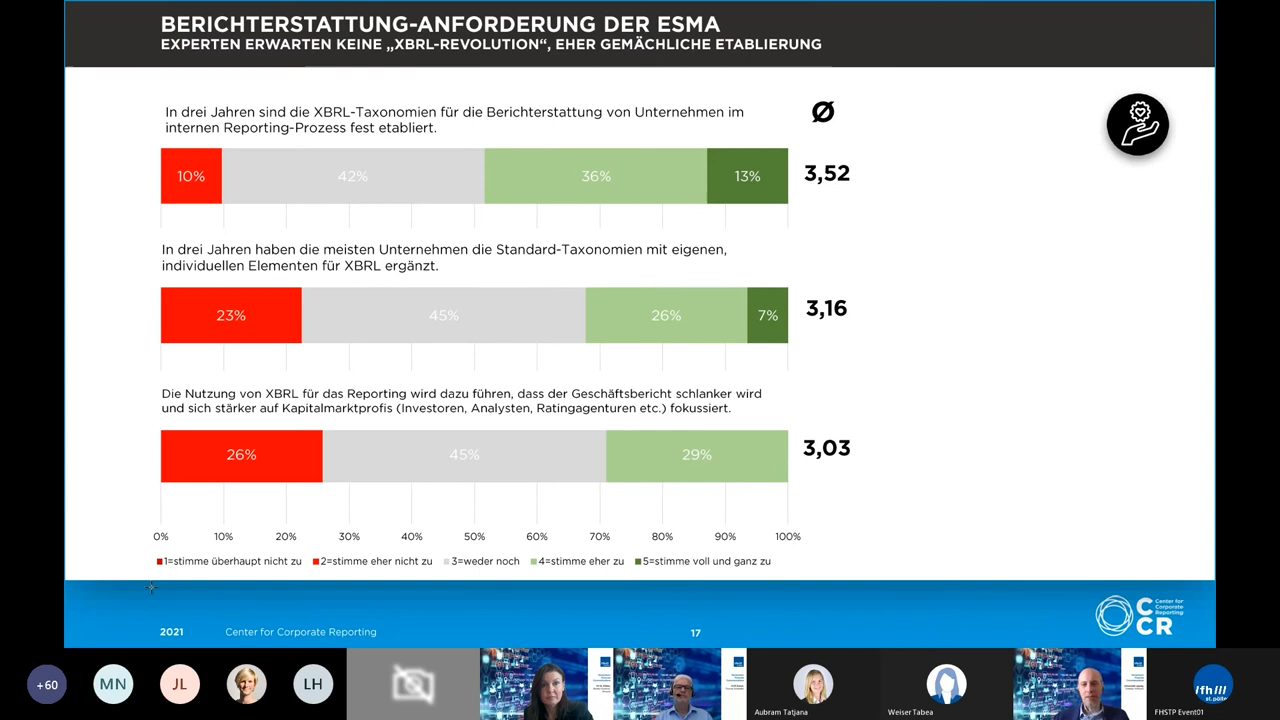 BERICHTERSTATTUNG-ANFORDERUNG DER ESMA
EXPERTEN ERWARTEN KEINE „XBRL-REVOLUTION“, EHER GEMÄCHLICHE ETABLIERUNG
In drei Jahren sind die XBRL-Taxonomien für die Berichterstattung von Unternehmen im
internen Reporting-Prozess fest etabliert.
Ø
10% 42% 36% 13% 3,52
In drei Jahren haben die meisten Unternehmen die Standard-Taxonomien mit eigenen,
individuellen Elementen für XBRL ergänzt.
23% 45% 26% 7% 3,16
Die Nutzung von XBRL für das Reporting wird dazu führen, dass der Geschäftsbericht schlanker wird
und sich stärker auf Kapitalmarktprofis (Investoren, Analysten, Ratingagenturen etc.) fokussiert.
26% 45% 29% 3,03
0% 10% 20% 30% 40% 50% 60% 70% 80% 90% 100%
1=stimme überhaupt nicht zu 2=stimme eher nicht zu 3=weder noch 4=stimme eher zu 5=stimme voll und ganz zu
2021 Center for Corporate Reporting 17
CCR
Center for
Corporate
Reporting
+60 MN JL LH
Aubram Tatjana Weiser Tabea FHSTP Event01
/fh///
st.pölten